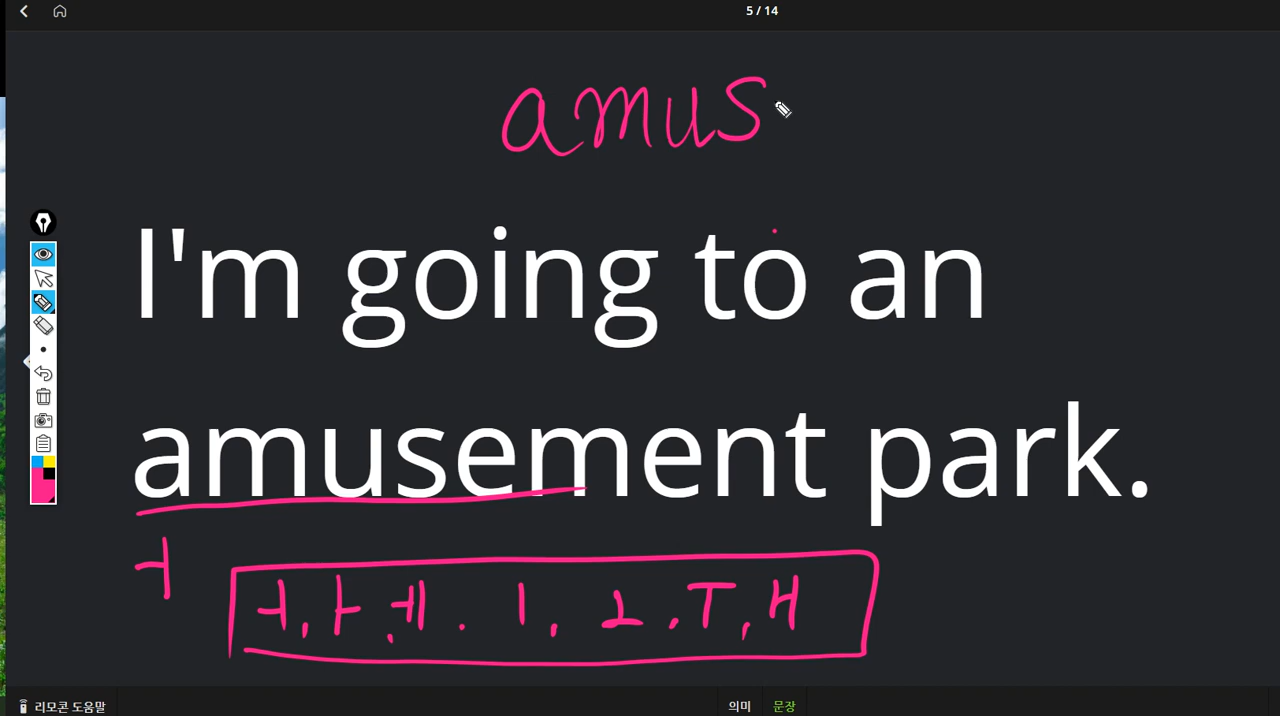 5 / 14
amus
I'm going to an
amusement park.
ㅓ
ㅓ, ㅏ, ㅔ. ㅣ, ㅗ. ㅜ, ㅐ
리모콘 도움말 의미 문장